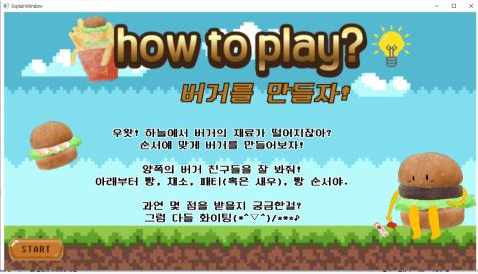 ExplainWindow
how to play?
버거를 만들자!
우왓! 하늘에서 버거의 재료가 떨어지잖아?
순서에 맞게 버거를 만들어보자!
양쪽의 버거 친구들을 잘 봐줘!
아래부터 빵, 채소, 패티(혹은 새우), 빵 순서야.
과연 몇 점을 받을지 궁금한걸?
그럼 다들 화이팅(*^▽^)/★**♪
START